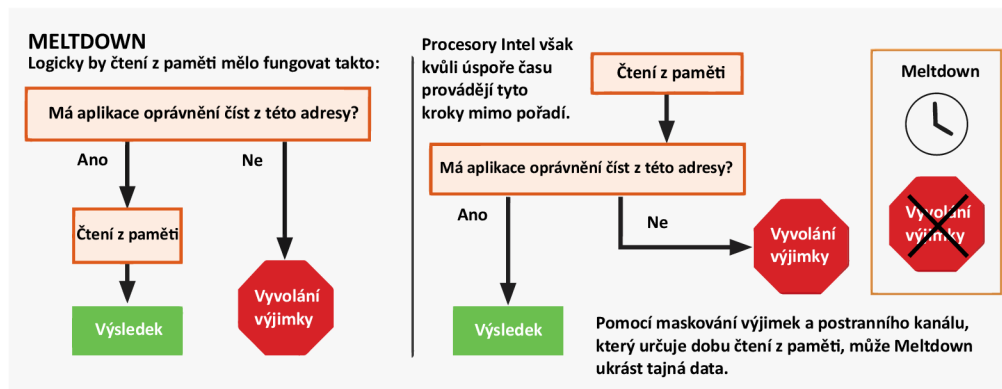 MELTDOWN
Logicky by čtení z paměti mělo fungovat takto:
Má aplikace oprávnění číst z této adresy?
Ano
Ne
Čtení z paměti
Výsledek
Vyvolání
výjimky
Procesory Intel však
kvůli úspoře času
provádějí tyto
kroky mimo pořadí.
Čtení z paměti
Má aplikace oprávnění číst z této adresy?
Ano
Ne
Vyvolání
výjimky
Výsledek
Pomocí maskování výjimek a postranního kanálu,
který určuje dobu čtení z paměti, může Meltdown
ukrást tajná data.
Meltdown
Vyvolání
výjimky